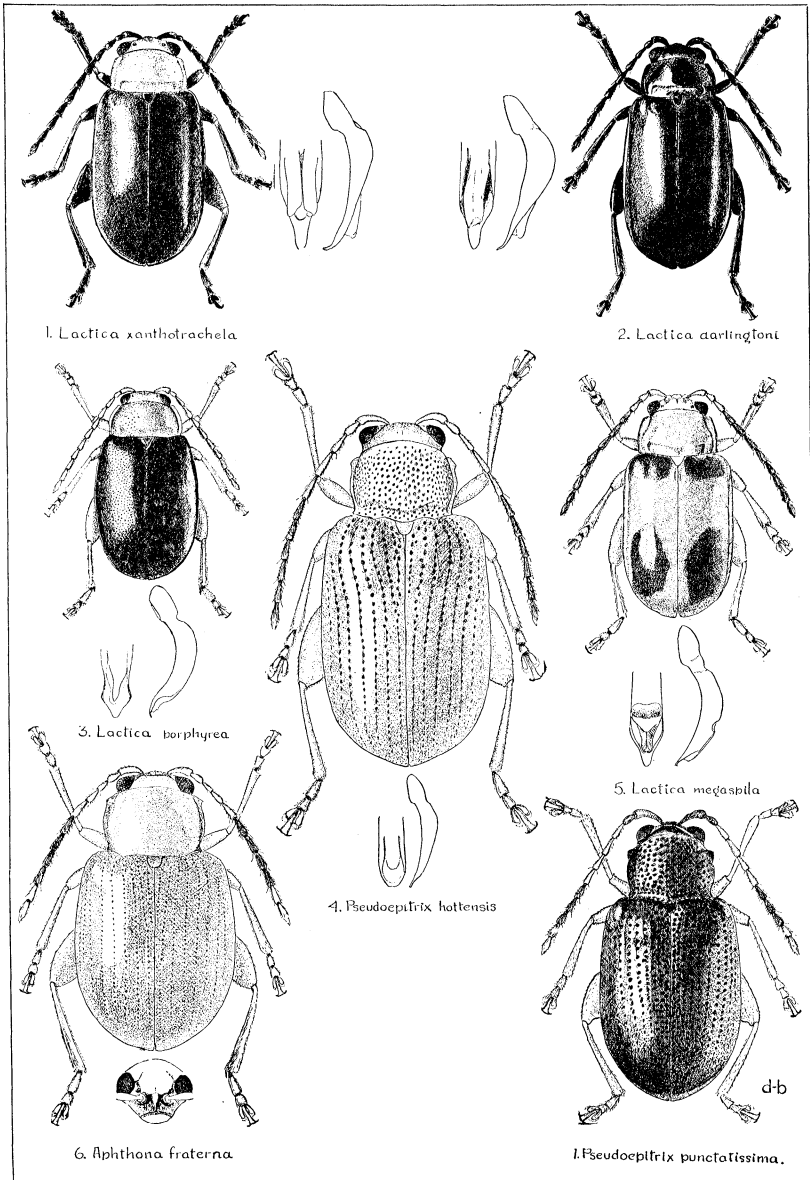 1. Lactica xanthotrachela
2. Lactica darlingtoni
3. Lactica porphyrea
4. Pseudoepitrix hottensis
5. Lactica megaspila
d-b
6. Aphthona fraterna
1. Pseudoepitrix punctatissima.